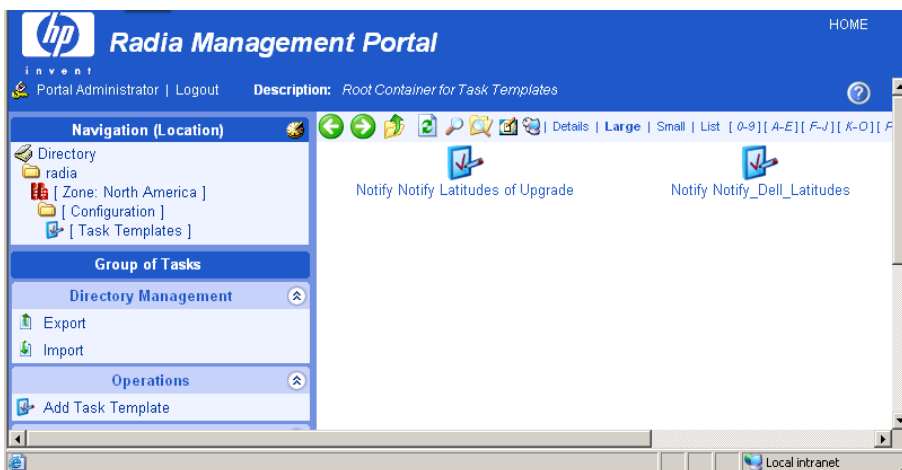 HOME
hp
Radia Management Portal
invent
Portal Administrator | Logout Description: Root Container for Task Templates
?
Navigation (Location)
| Details | Large | Small | List [ 0-9 ] [ A-E ] [ F-J ] [ K-O ] [
Directory
radia
[ Zone: North America ]
[ Configuration ]
[ Task Templates ]
Notify Notify Latitudes of Upgrade
Notify Notify_Dell_Latitudes
Group of Tasks
Directory Management
Export
Import
Operations
Add Task Template
Local intranet